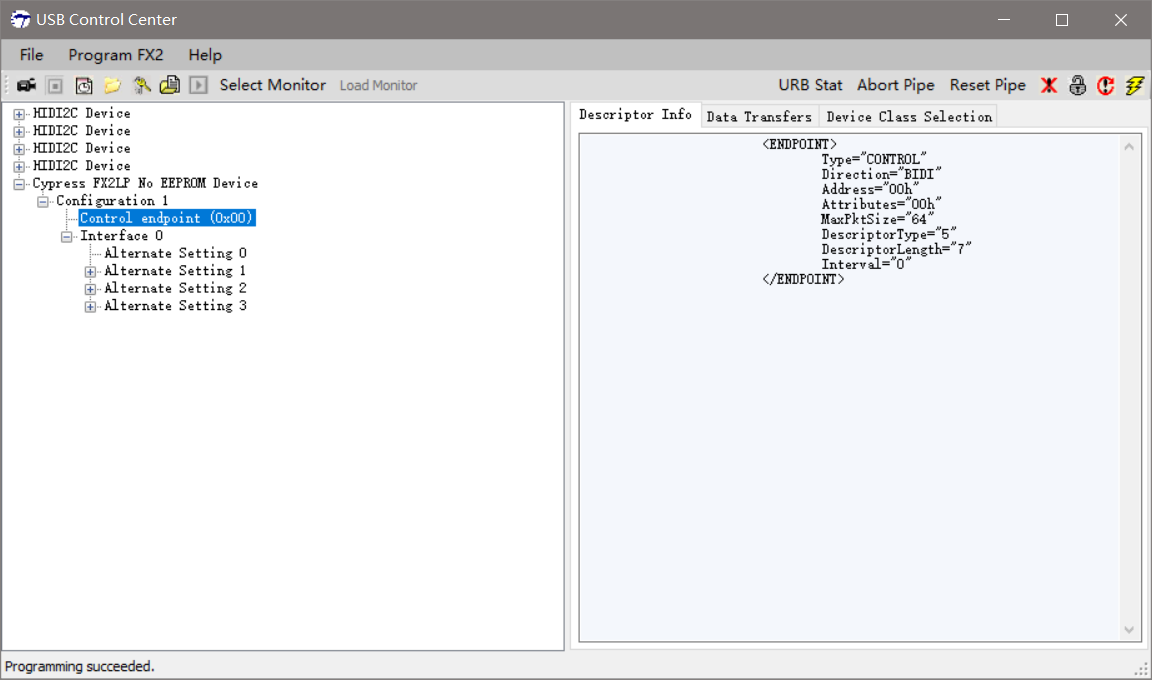 USB Control Center
File Program FX2 Help
Select Monitor Load Monitor URB Stat Abort Pipe Reset Pipe
HIDI2C Device
HIDI2C Device
HIDI2C Device
HIDI2C Device
Cypress FX2LP No EEPROM Device
Configuration 1
Control endpoint (0x00)
Interface 0
Alternate Setting 0
Alternate Setting 1
Alternate Setting 2
Alternate Setting 3
Descriptor Info Data Transfers Device Class Selection
<ENDPOINT>
Type="CONTROL"
Direction="BIDI"
Address="00h"
Attributes="00h"
MaxPktSize="64"
DescriptorType="5"
DescriptorLength="7"
Interval="0"
</ENDPOINT>
Programming succeeded.